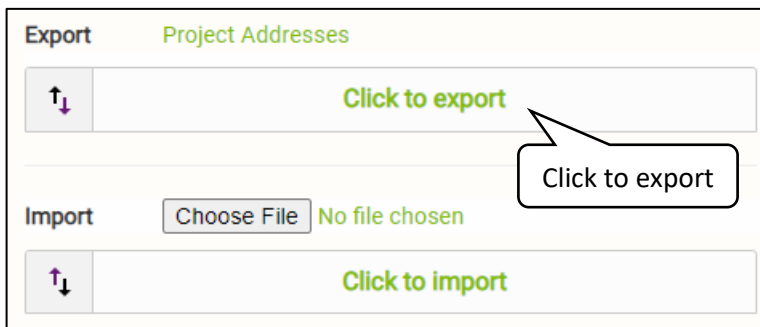 Export Project Addresses
Click to export
Click to export
Import Choose File No file chosen
Click to import